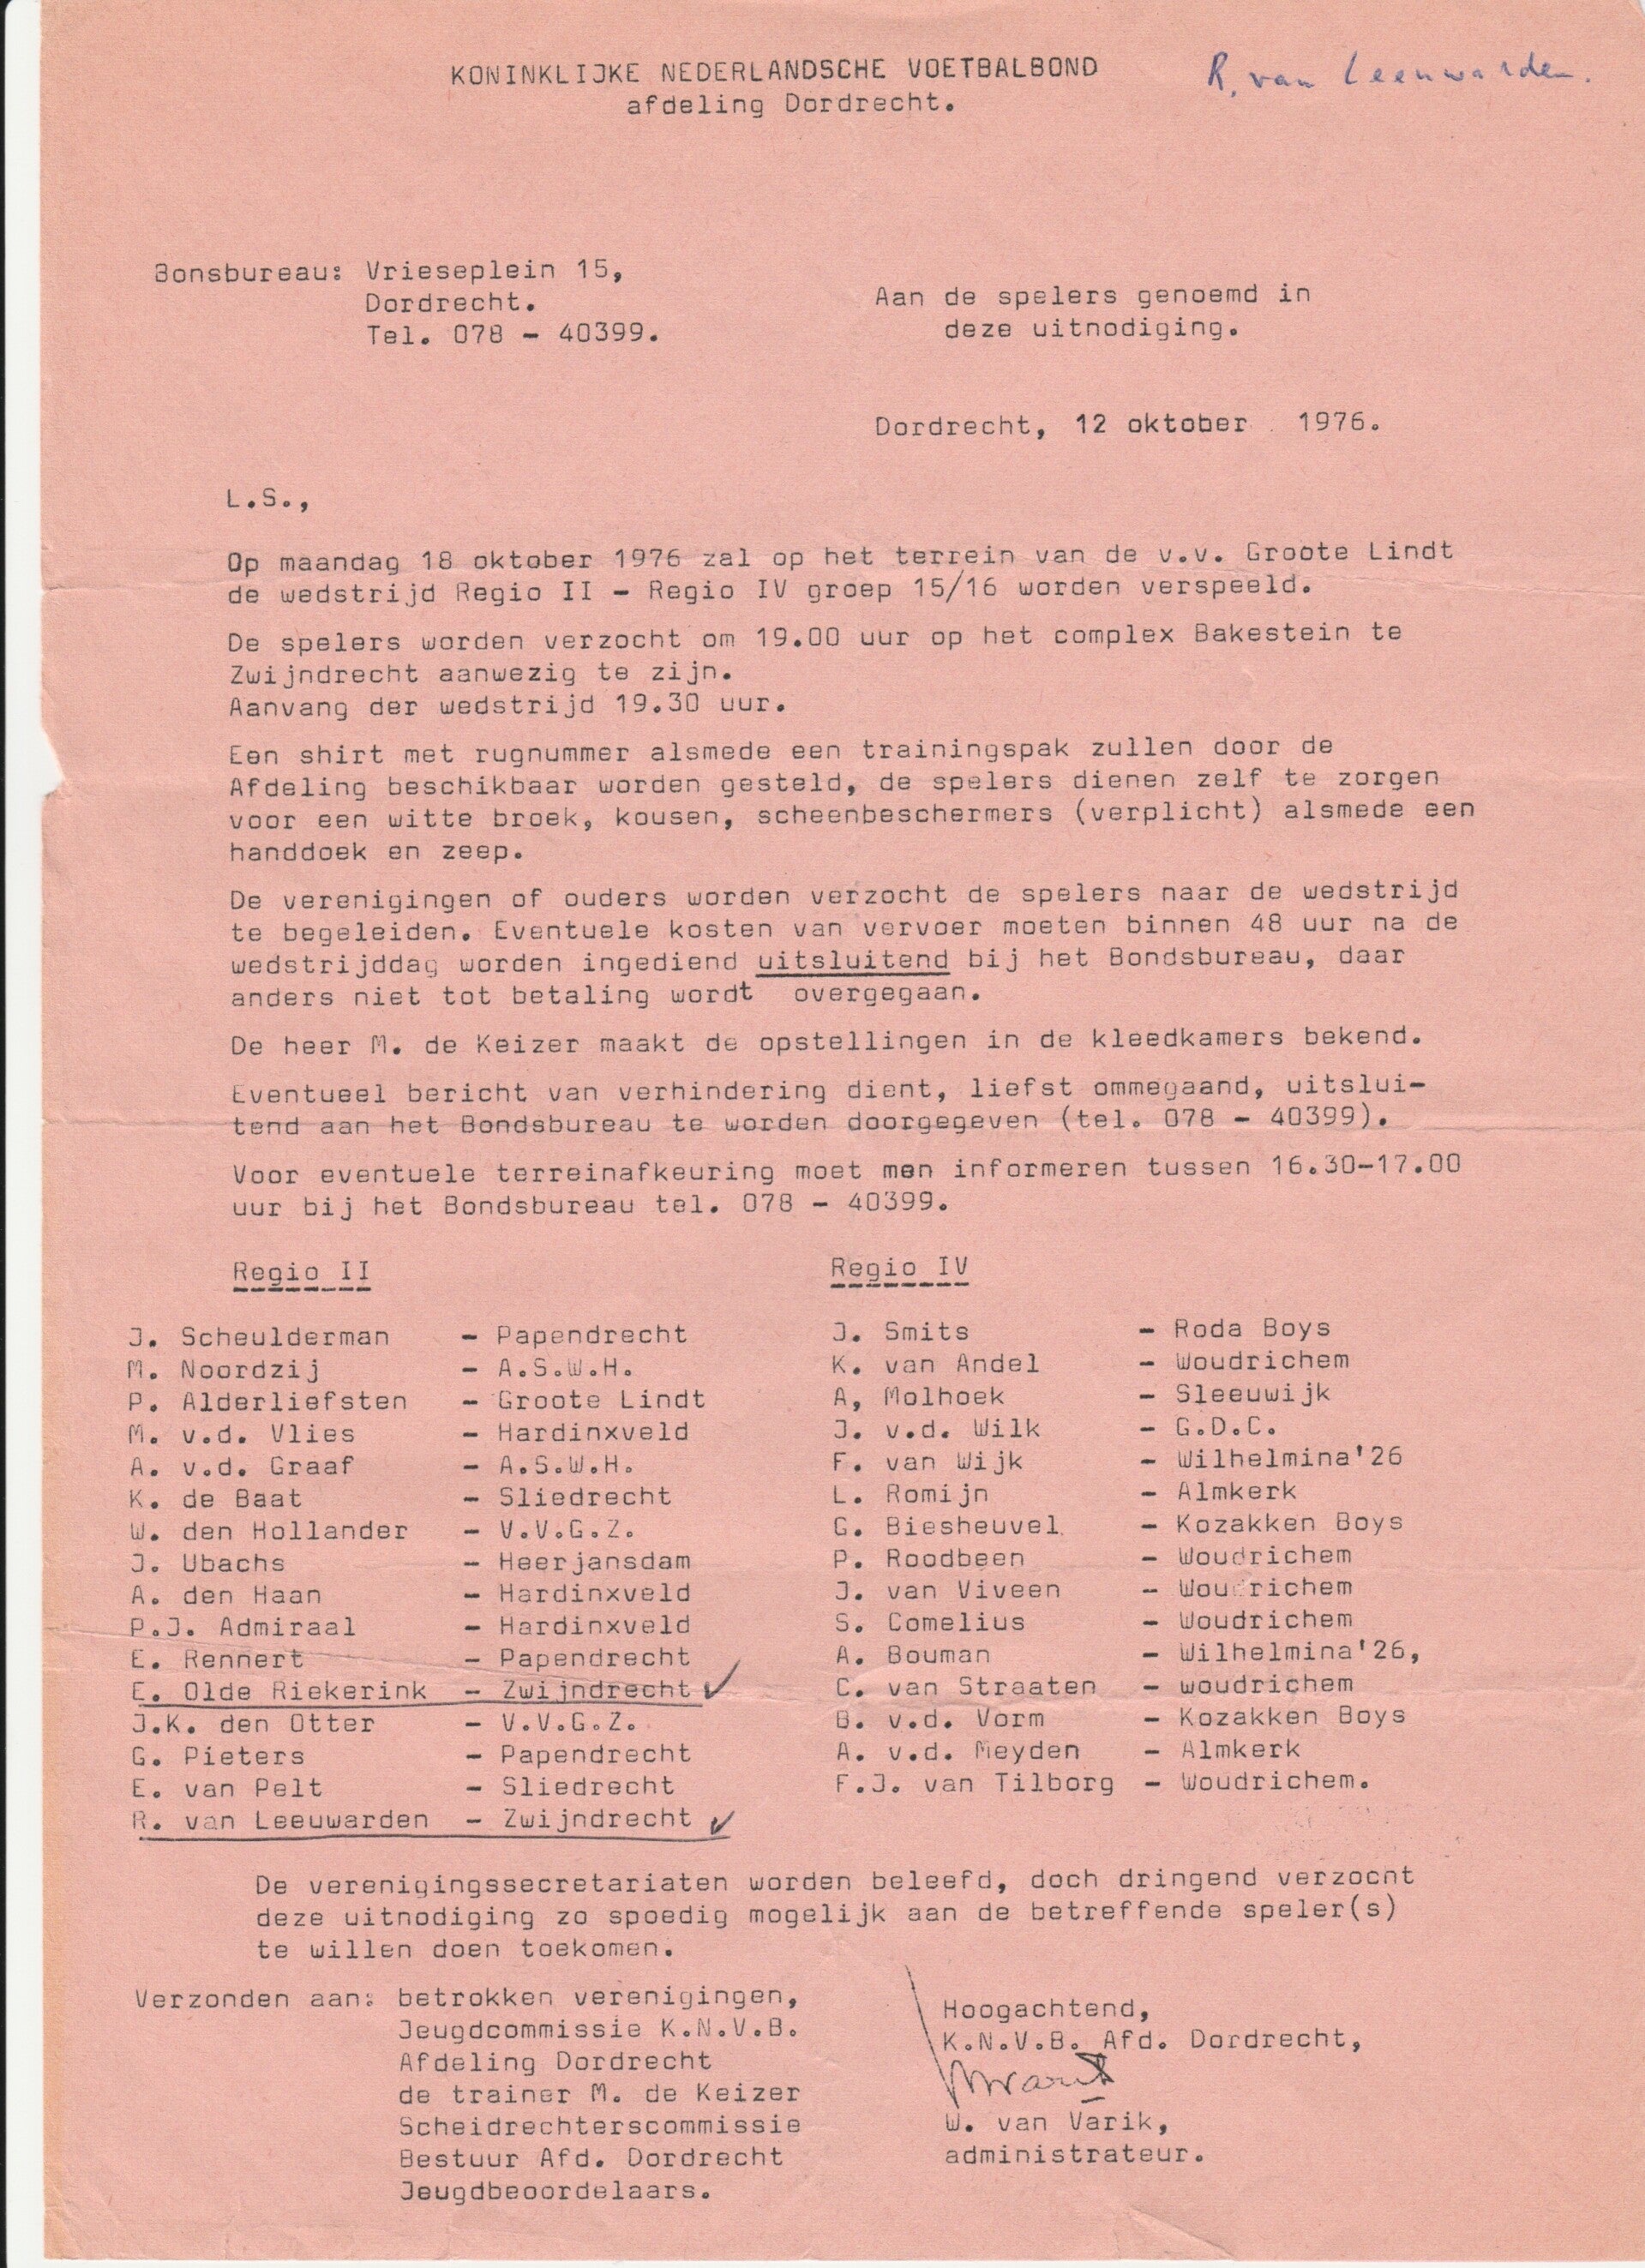 KONINKLIJKE NEDERLANDSCHE VOETBALBOND
afdeling Dordrecht.
R. van Leeuwarden.
Bonsbureau: Vrieseplein 15,
Dordrecht.
Tel. 078 - 40399.
Aan de spelers genoemd in
deze uitnodiging.
Dordrecht, 12 oktober 1976.
L.S.,
Op maandag 18 oktober 1976 zal op het terrein van de v.v. Groote Lindt
de wedstrijd Regio II - Regio IV groep 15/16 worden verspeeld.
De spelers worden verzocht om 19.00 uur op het complex Bakestein te
Zwijndrecht aanwezig te zijn.
Aanvang der wedstrijd 19.30 uur.
Een shirt met rugnummer alsmede een trainingspak zullen door de
Afdeling beschikbaar worden gesteld, de spelers dienen zelf te zorgen
voor een witte broek, kousen, scheenbeschermers (verplicht) alsmede een
handdoek en zeep.
De verenigingen of ouders worden verzocht de spelers naar de wedstrijd
te begeleiden. Eventuele kosten van vervoer moeten binnen 48 uur na de
wedstrijddag worden ingediend uitsluitend bij het Bondsbureau, daar
anders niet tot betaling wordt overgegaan.
De heer M. de Keizer maakt de opstellingen in de kleedkamers bekend.
Eventueel bericht van verhindering dient, liefst ommegaand, uitslui-
tend aan het Bondsbureau te worden doorgegeven (tel. 078 - 40399).
Voor eventuele terreinafkeuring moet men informeren tussen 16.30-17.00
uur bij het Bondsbureau tel. 078 - 40399.
Regio II
J. Scheulderman - Papendrecht
M. Noordzij - A.S.W.H.
P. Alderliefsten - Groote Lindt
M. v.d. Vlies - Hardinxveld
A. v.d. Graaf - A.S.W.H.
K. de Baat - Sliedrecht
W. den Hollander - V.V.G.Z.
J. Ubachs - Heerjansdam
A. den Haan - Hardinxveld
P.J. Admiraal - Hardinxveld
E. Rennert - Papendrecht
E. Olde Riekerink - Zwijndrecht ✓
J.K. den Otter - V.V.G.Z.
G. Pieters - Papendrecht
E. van Pelt - Sliedrecht
R. van Leeuwarden - Zwijndrecht ✓
Regio IV
J. Smits - Roda Boys
K. van Andel - Woudrichem
A, Molhoek - Sleeuwijk
J. v.d. Wilk - G.D.C.
F. van Wijk - Wilhelmina'26
L. Romijn - Almkerk
G. Biesheuvel - Kozakken Boys
P. Roodbeen - Woudrichem
J. van Viveen - Woudrichem
S. Comelius - Woudrichem
A. Bouman - Wilhelmina'26,
C. van Straaten - woudrichem
B. v.d. Vorm - Kozakken Boys
A. v.d. Meyden - Almkerk
F.J. van Tilborg - Woudrichem.
De verenigingssecretariaten worden beleefd, doch dringend verzocht
deze uitnodiging zo spoedig mogelijk aan de betreffende speler(s)
te willen doen toekomen.
Verzonden aan: betrokken verenigingen,
Jeugdcommissie K.N.V.B.
Afdeling Dordrecht
de trainer M. de Keizer
Scheidrechterscommissie
Bestuur Afd. Dordrecht
Jeugdbeoordelaars.
Hoogachtend,
K.N.V.B. Afd. Dordrecht,
W. van Varik,
administrateur.